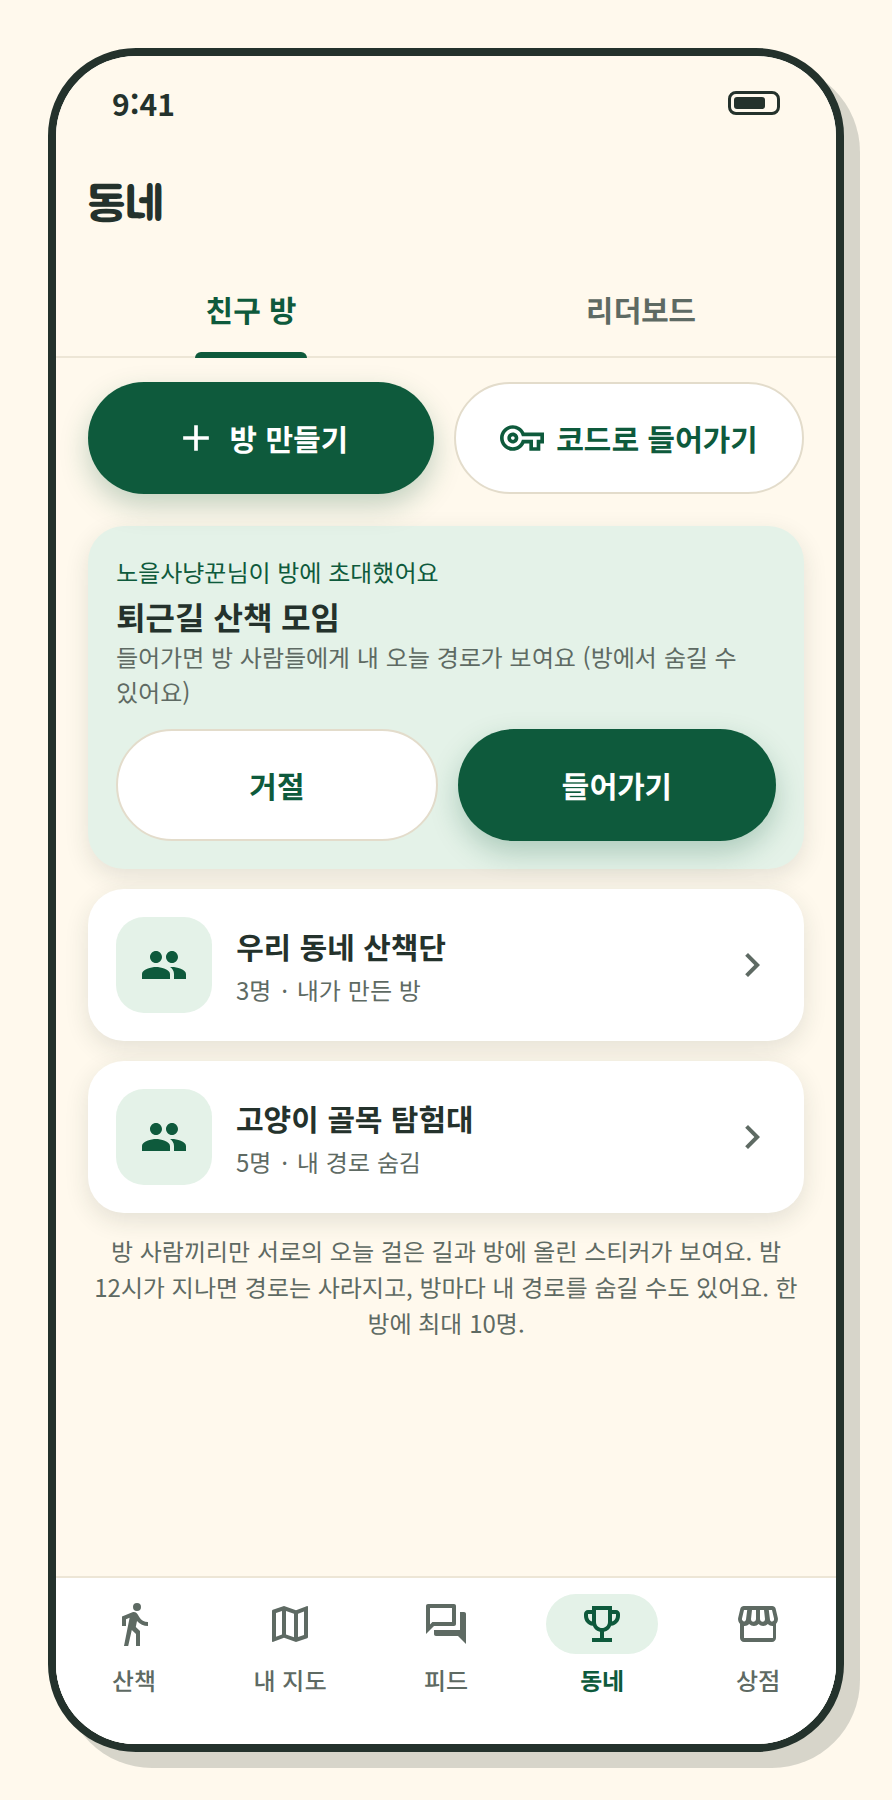 9:41
동네
친구 방
리더보드
방 만들기
코드로 들어가기
노을사냥꾼님이 방에 초대했어요
퇴근길 산책 모임
들어가면 방 사람들에게 내 오늘 경로가 보여요 (방에서 숨길 수
있어요)
거절
들어가기
우리 동네 산책단
3명 · 내가 만든 방
고양이 골목 탐험대
5명 · 내 경로 숨김
방 사람끼리만 서로의 오늘 걸은 길과 방에 올린 스티커가 보여요. 밤
12시가 지나면 경로는 사라지고, 방마다 내 경로를 숨길 수도 있어요. 한
방에 최대 10명.
산책
내 지도
피드
동네
상점